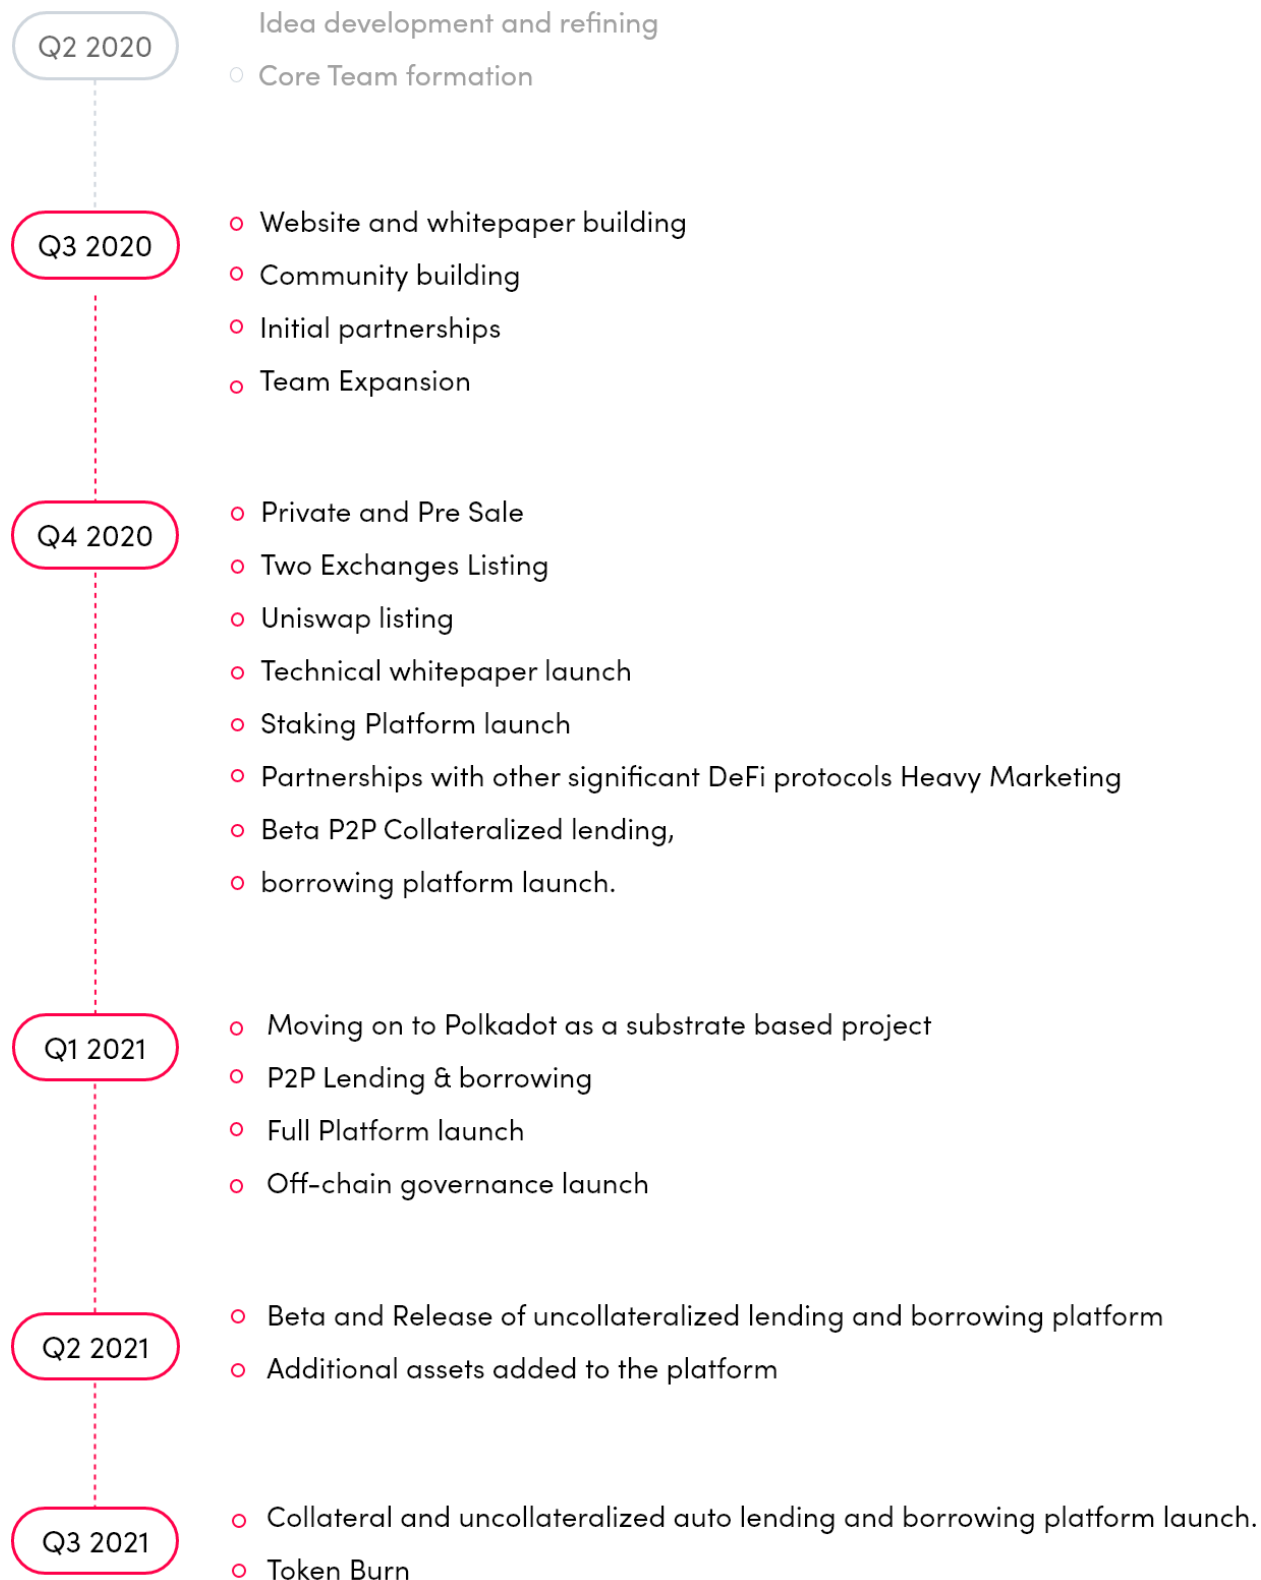 Q2 2020
Idea development and refining
Core Team formation
Q3 2020
Website and whitepaper building
Community building
Initial partnerships
Team Expansion
Q4 2020
Private and Pre Sale
Two Exchanges Listing
Uniswap listing
Technical whitepaper launch
Staking Platform launch
Partnerships with other significant DeFi protocols Heavy Marketing
Beta P2P Collateralized lending,
borrowing platform launch.
Q1 2021
Moving on to Polkadot as a substrate based project
P2P Lending & borrowing
Full Platform launch
Off-chain governance launch
Q2 2021
Beta and Release of uncollateralized lending and borrowing platform
Additional assets added to the platform
Q3 2021
Collateral and uncollateralized auto lending and borrowing platform launch.
Token Burn